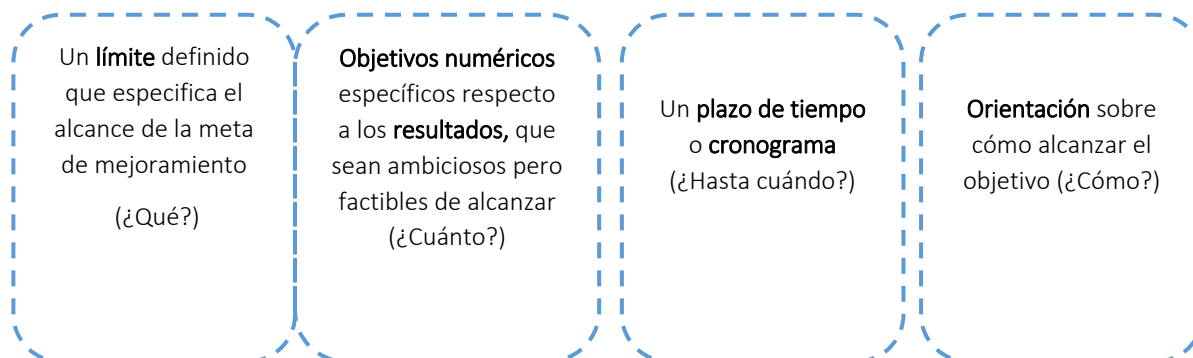 Un límite definido
que especifica el
alcance de la meta
de mejoramiento
(¿Qué?)
Objetivos numéricos
específicos respecto
a los resultados, que
sean ambiciosos pero
factibles de alcanzar
(¿Cuánto?)
Un plazo de tiempo
o cronograma
(¿Hasta cuándo?)
Orientación sobre
cómo alcanzar el
objetivo (¿Cómo?)